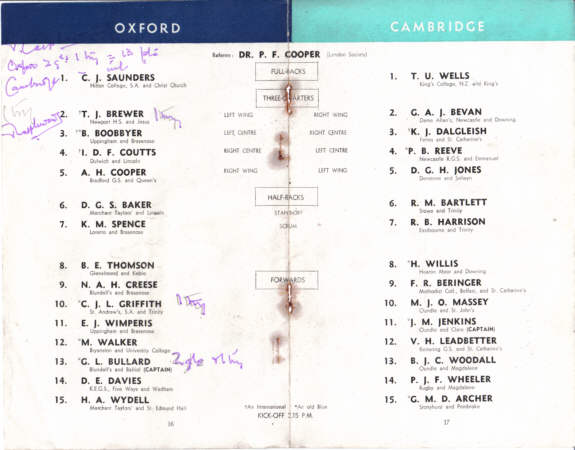 OXFORD
CAMBRIDGE
Referee: DR. P. F. COOPER (London Society)
FULL-BACKS
THREE-QUARTERS
LEFT WING RIGHT WING
LEFT CENTRE RIGHT CENTRE
RIGHT CENTRE LEFT CENTRE
RIGHT WING LEFT WING
HALF-BACKS
STAND-OFF
SCRUM
FORWARDS
Cambridge
1. C. J. SAUNDERS
Hilton College, S.A. and Christ Church
2. °T. J. BREWER
Newport H.S. and Jesus
3. °B. BOOBBYER
Uppingham and Brasenose
4. °I. D. F. COUTTS
Dulwich and Lincoln
5. A. H. COOPER
Bradford G.S. and Queen's
6. D. G. S. BAKER
Merchant Taylors' and Lincoln
7. K. M. SPENCE
Loretto and Brasenose
8. B. E. THOMSON
Glenalmond and Keble
9. N. A. H. CREESE
Blundell's and Brasenose
10. °C. J. L. GRIFFITH
St. Andrew's, S.A. and Trinity
11. E. J. WIMPERIS
Uppingham and Brasenose
12. °M. WALKER
Bryanston and University College
13. °G. L. BULLARD
Blundell's and Balliol (CAPTAIN)
14. D. E. DAVIES
K.E.G.S., Five Ways and Wadham
15. H. A. WYDELL
Merchant Taylors' and St. Edmund Hall
16
*An International °An old Blue
KICK-OFF 2.15 P.M.
1. T. U. WELLS
King's College, N.Z. and King's
2. G. A. J. BEVAN
Dame Allan's, Newcastle and Downing
3. °K. J. DALGLEISH
Fettes and St. Catherine's
4. °P. B. REEVE
Newcastle R.G.S. and Emmanuel
5. D. G. H. JONES
Downside and Selwyn
6. R. M. BARTLETT
Stowe and Trinity
7. R. B. HARRISON
Eastbourne and Trinity
8. °H. WILLIS
Heaton Moor and Downing
9. F. R. BERINGER
Methodist Coll., Belfast, and St. Catherine's
10. M. J. O. MASSEY
Oundle and St. John's
11. °J. M. JENKINS
Oundle and Clare (CAPTAIN)
12. V. H. LEADBETTER
Kettering G.S. and St. Catherine's
13. B. J. C. WOODALL
Oundle and Magdalene
14. P. J. F. WHEELER
Rugby and Magdalene
15. °G. M. D. ARCHER
Stonyhurst and Pembroke
17